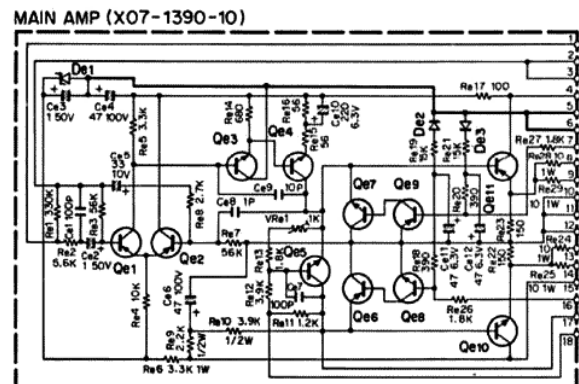 MAIN AMP (X07-1390-10)
1
2
3
4
5
6
7
8
9
10
11
12
13
14
15
16
17
18
De1
Ce3
1 50V
Ce4
47 100V
Re5 3.3K
Re14
680
Re16
56
Re15
56
Ce10
220
6.3V
Re17 100
Qe3
Qe4
De2
De3
Re19
15K
Re21
15K
Re27 1.8K
Re28 10
1W
Re29
10 1W
Ce5
33
10V
Re8 2.7K
Ce9
10P
Ce8 1P
Qe7
Qe9
Re20
390
Qe11
Re1 330K
Ce1 100P
Re3 56K
VRe1
1K
Re23
150
Re24
10
1W
Re2
5.6K
Ce2
1 50V
Qe1
Qe2
Re7
56K
1.8K
Qe5
Re18
390
Ce11
47 6.3V
Ce12
47 6.3V
Re22
150
Re25
10 1W
Re4 10K
Ce6
47 100V
Re12
3.9K
Ce7
100P
Qe6
Qe8
Re26
1.8K
Re10 3.9K
1/2W
Re11 1.2K
Re9
2.2K
1/2W
Qe10
Re6 3.3K 1W